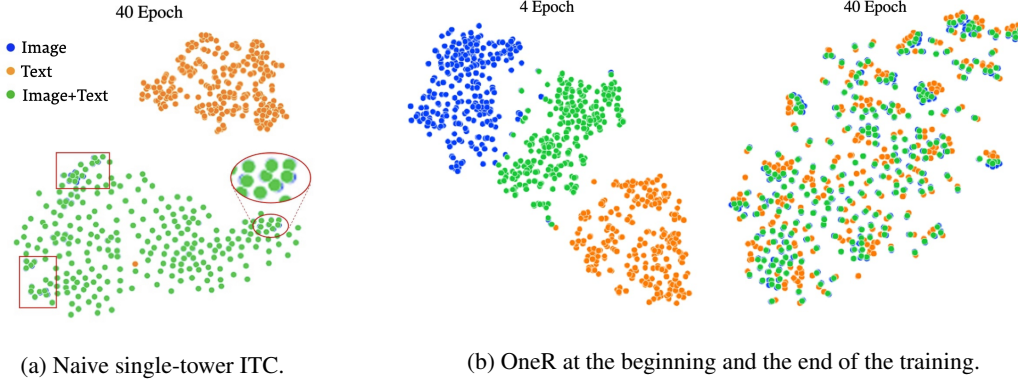 40 Epoch
4 Epoch
40 Epoch
Image
Text
Image+Text
(a) Naive single-tower ITC.
(b) OneR at the beginning and the end of the training.